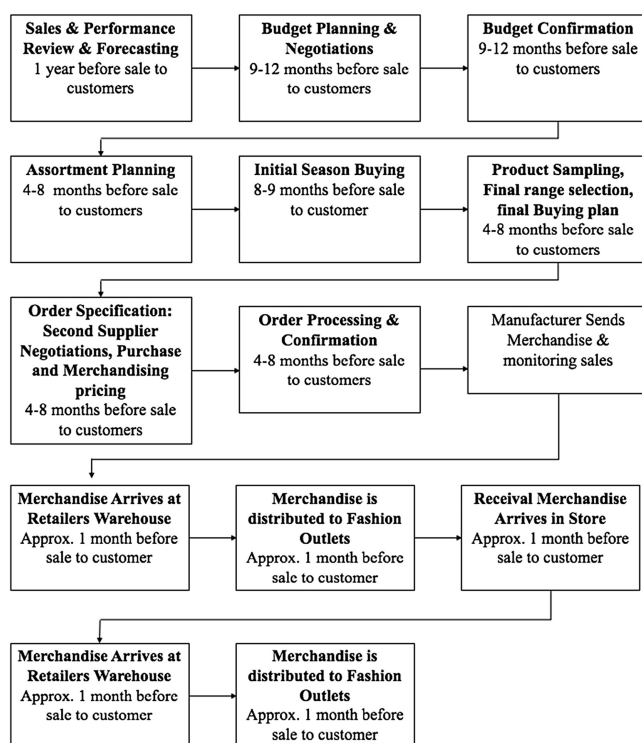 Sales & Performance
Review & Forecasting
1 year before sale to
customers
Budget Planning &
Negotiations
9-12 months before sale
to customers
Budget Confirmation
9-12 months before sale
to customers
Assortment Planning
4-8 months before sale
to customers
Initial Season Buying
8-9 months before sale
to customer
Product Sampling,
Final range selection,
final Buying plan
4-8 months before sale
to customers
Order Specification:
Second Supplier
Negotiations, Purchase
and Merchandising
pricing
4-8 months before sale
to customers
Order Processing &
Confirmation
4-8 months before sale
to customers
Manufacturer Sends
Merchandise &
monitoring sales
Merchandise Arrives at
Retailers Warehouse
Approx. 1 month before
sale to customer
Merchandise is
distributed to Fashion
Outlets
Approx. 1 month before
sale to customer
Receival Merchandise
Arrives in Store
Approx. 1 month before
sale to customer
Merchandise Arrives at
Retailers Warehouse
Approx. 1 month before
sale to customer
Merchandise is
distributed to Fashion
Outlets
Approx. 1 month before
sale to customer